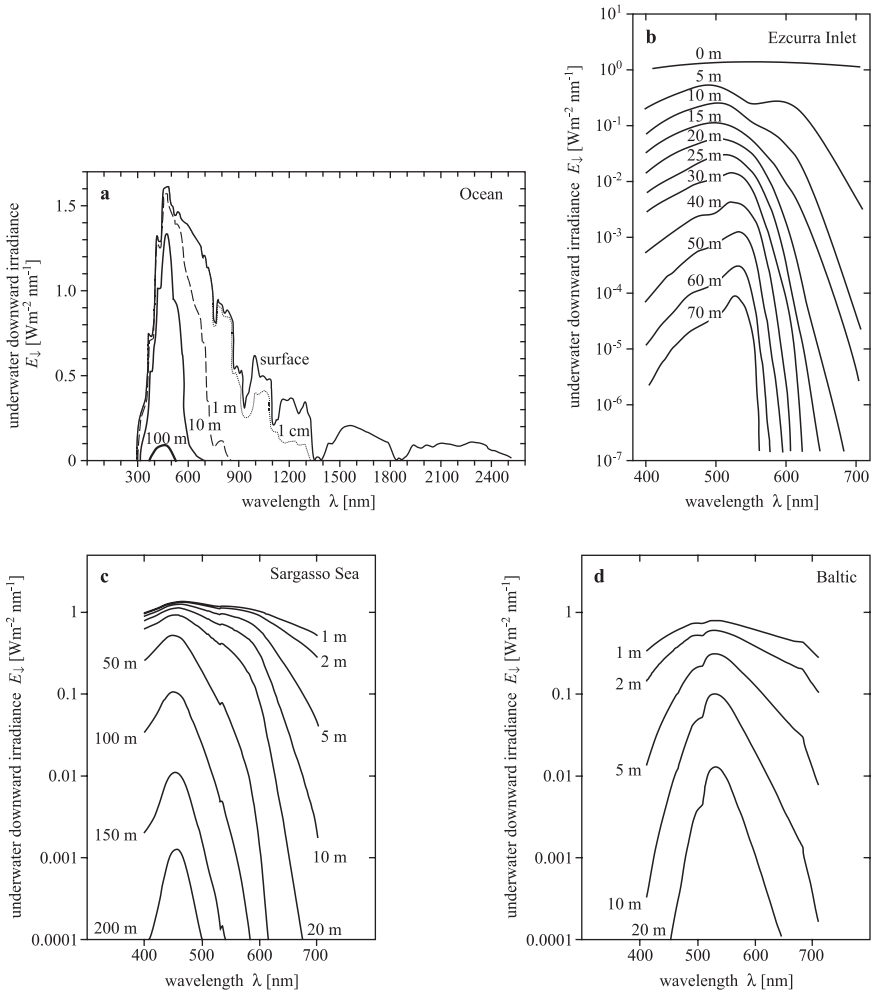 a
Ocean
underwater downward irradiance
E↓ [Wm-2 nm-1]
1.5
1.0
0.5
0
surface
1 m
10 m
1 cm
100 m
300
600
900
1200
1500
1800
2100
2400
wavelength λ [nm]
b
Ezcurra Inlet
underwater downward irradiance E↓ [Wm-2 nm-1]
10^1
10^0
10^-1
10^-2
10^-3
10^-4
10^-5
10^-6
10^-7
0 m
5 m
10 m
15 m
20 m
25 m
30 m
40 m
50 m
60 m
70 m
400
500
600
700
wavelength λ [nm]
c
Sargasso Sea
underwater downward irradiance E↓ [Wm-2 nm-1]
1
0.1
0.01
0.001
0.0001
1 m
2 m
50 m
5 m
100 m
150 m
10 m
200 m
20 m
400
500
600
700
wavelength λ [nm]
d
Baltic
underwater downward irradiance E↓ [Wm-2 nm-1]
1
0.1
0.01
0.001
0.0001
1 m
2 m
5 m
10 m
20 m
400
500
600
700
wavelength λ [nm]